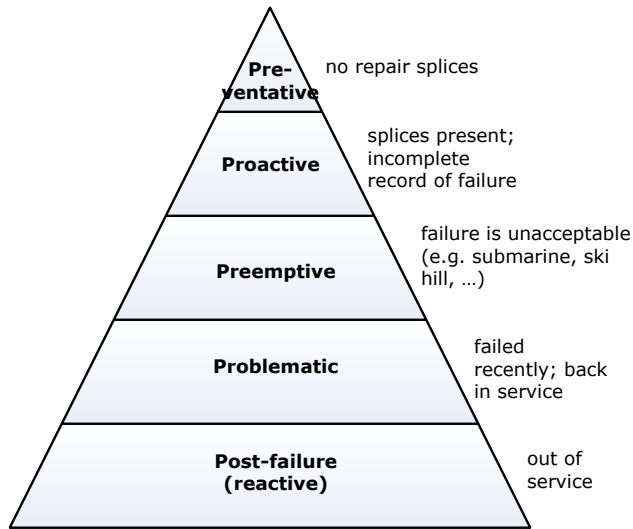 Pre-
ventative
no repair splices
Proactive
splices present;
incomplete
record of failure
Preemptive
failure is unacceptable
(e.g. submarine, ski
hill, …)
Problematic
failed
recently; back
in service
Post-failure
(reactive)
out of
service